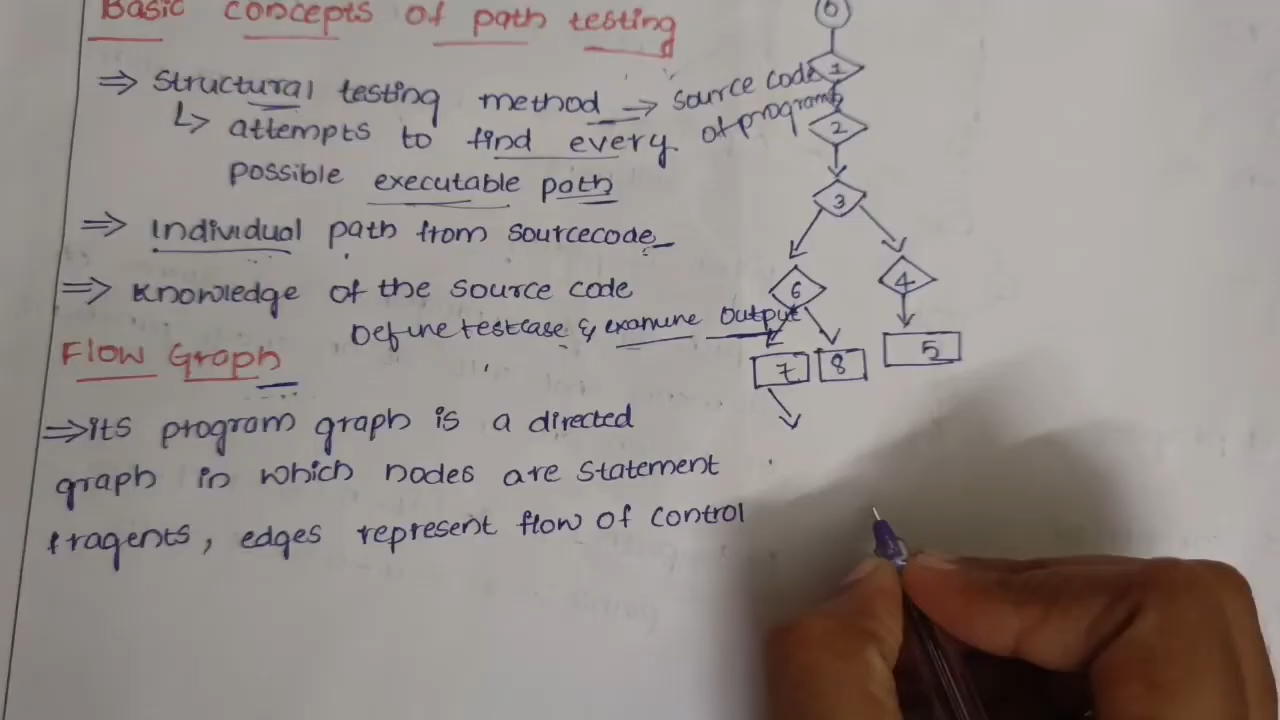 Basic concepts of path testing
⇒ Structural testing method → source code of program
↳ attempts to find every
possible executable path
⇒ Individual path from sourcecode
⇒ Knowledge of the source code
Define testcase & examine output
Flow Graph
⇒ its program graph is a directed
graph in which nodes are statement
fragents, edges represent flow of control
0
1
2
3
6
4
7
8
5